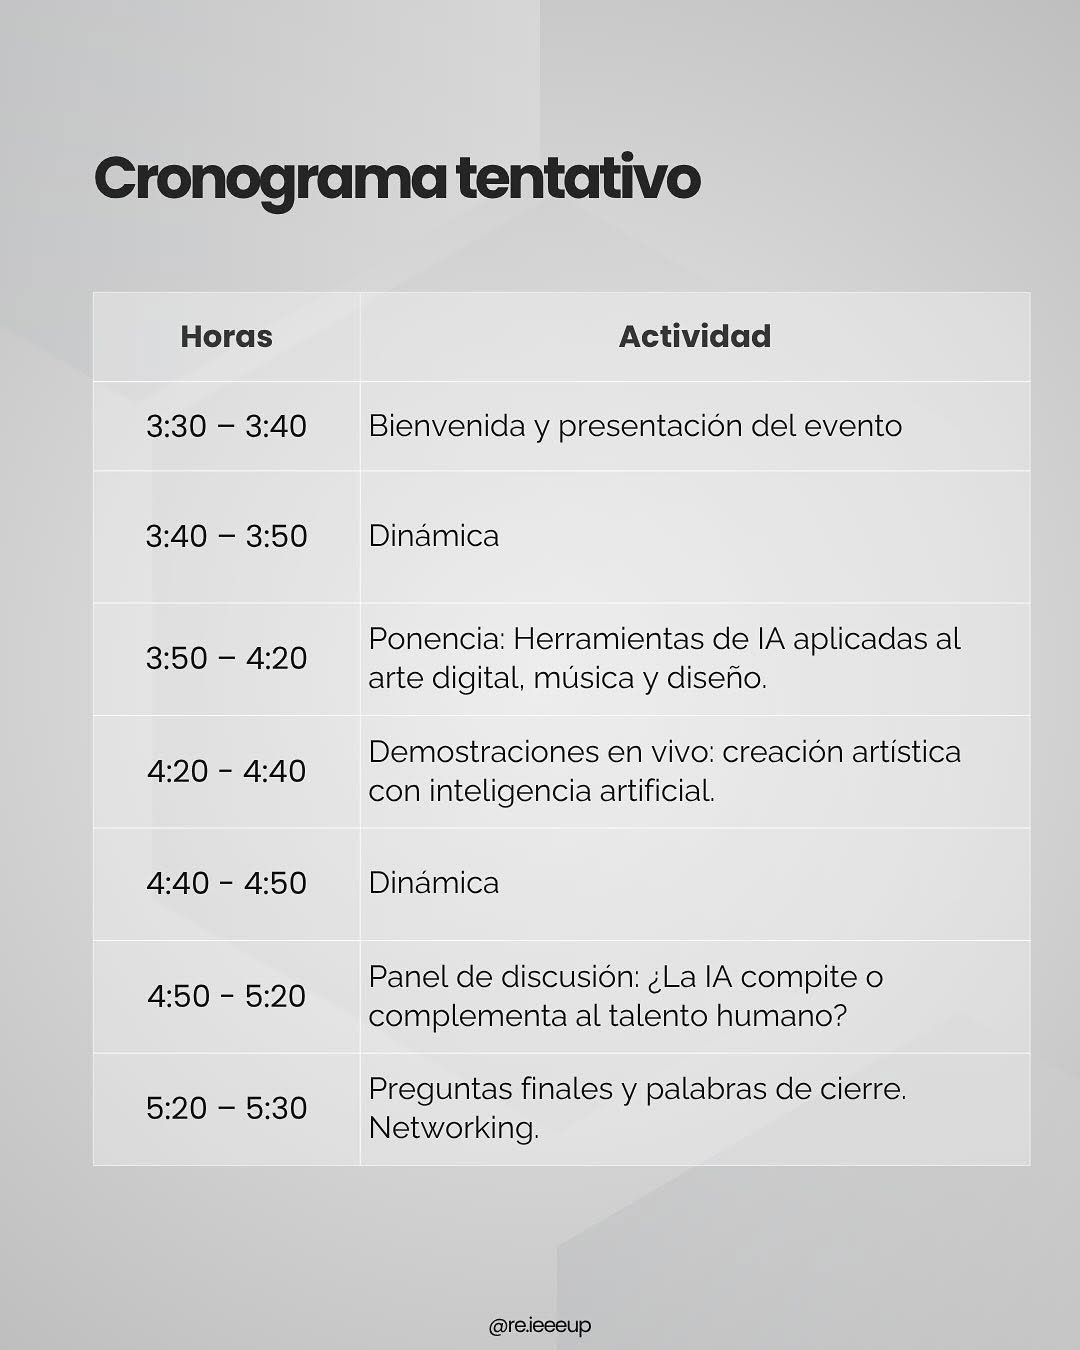 Cronograma tentativo
Horas
Actividad
3:30 – 3:40
Bienvenida y presentación del evento
3:40 – 3:50
Dinámica
3:50 – 4:20
Ponencia: Herramientas de IA aplicadas al
arte digital, música y diseño.
4:20 - 4:40
Demostraciones en vivo: creación artística
con inteligencia artificial.
4:40 - 4:50
Dinámica
4:50 - 5:20
Panel de discusión: ¿La IA compite o
complementa al talento humano?
5:20 – 5:30
Preguntas finales y palabras de cierre.
Networking.
@re.ieeeup